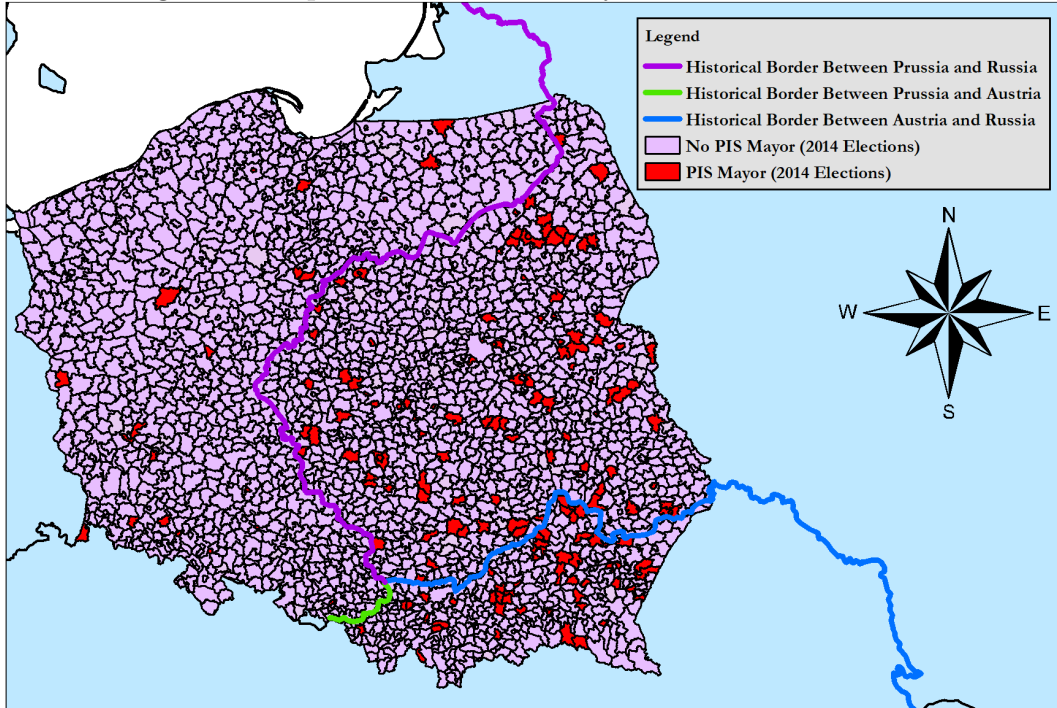 Legend
Historical Border Between Prussia and Russia
Historical Border Between Prussia and Austria
Historical Border Between Austria and Russia
No PIS Mayor (2014 Elections)
PIS Mayor (2014 Elections)
N
W
E
S